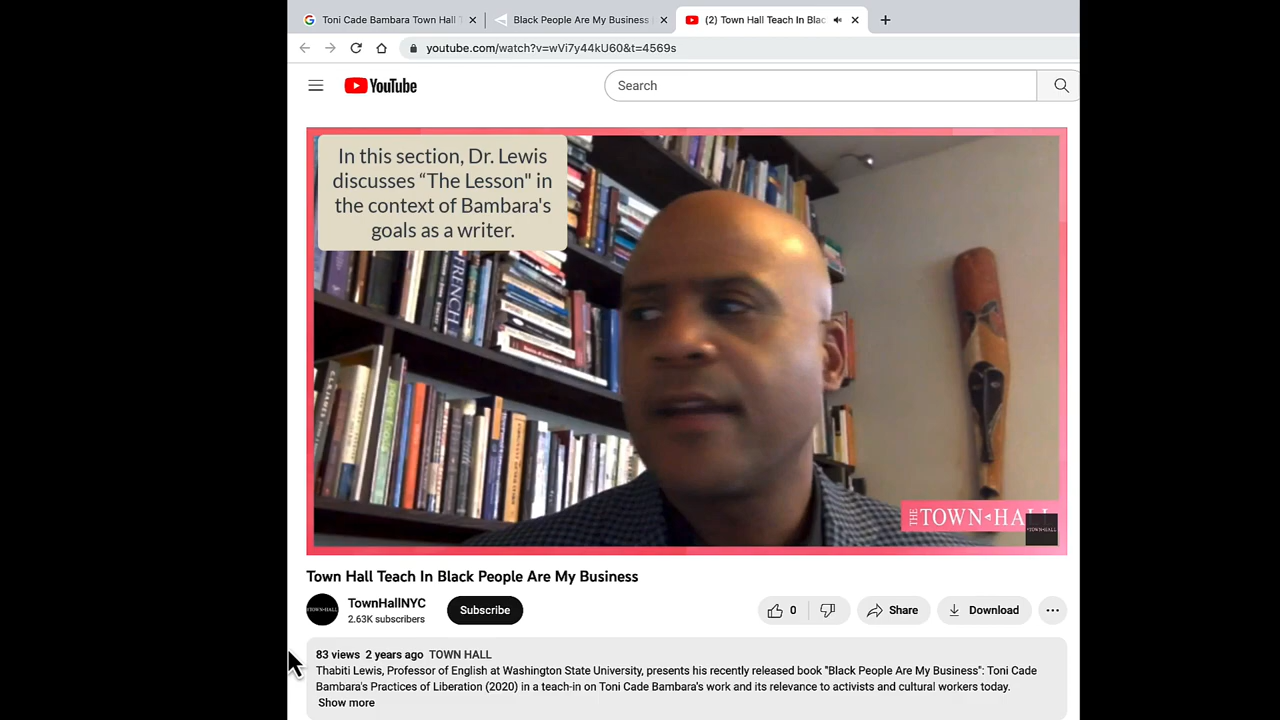 Toni Cade Bambara Town Hall
Black People Are My Business
(2) Town Hall Teach In Blac
youtube.com/watch?v=wVi7y44kU60&t=4569s
YouTube
Search
In this section, Dr. Lewis
discusses “The Lesson" in
the context of Bambara's
goals as a writer.
FRENCH
THE TOWN HA
TOWN HALL
Town Hall Teach In Black People Are My Business
TOWN HALL
TownHallNYC
2.63K subscribers
Subscribe
0
Share
Download
83 views 2 years ago TOWN HALL
Thabiti Lewis, Professor of English at Washington State University, presents his recently released book "Black People Are My Business": Toni Cade
Bambara's Practices of Liberation (2020) in a teach-in on Toni Cade Bambara's work and its relevance to activists and cultural workers today.
Show more